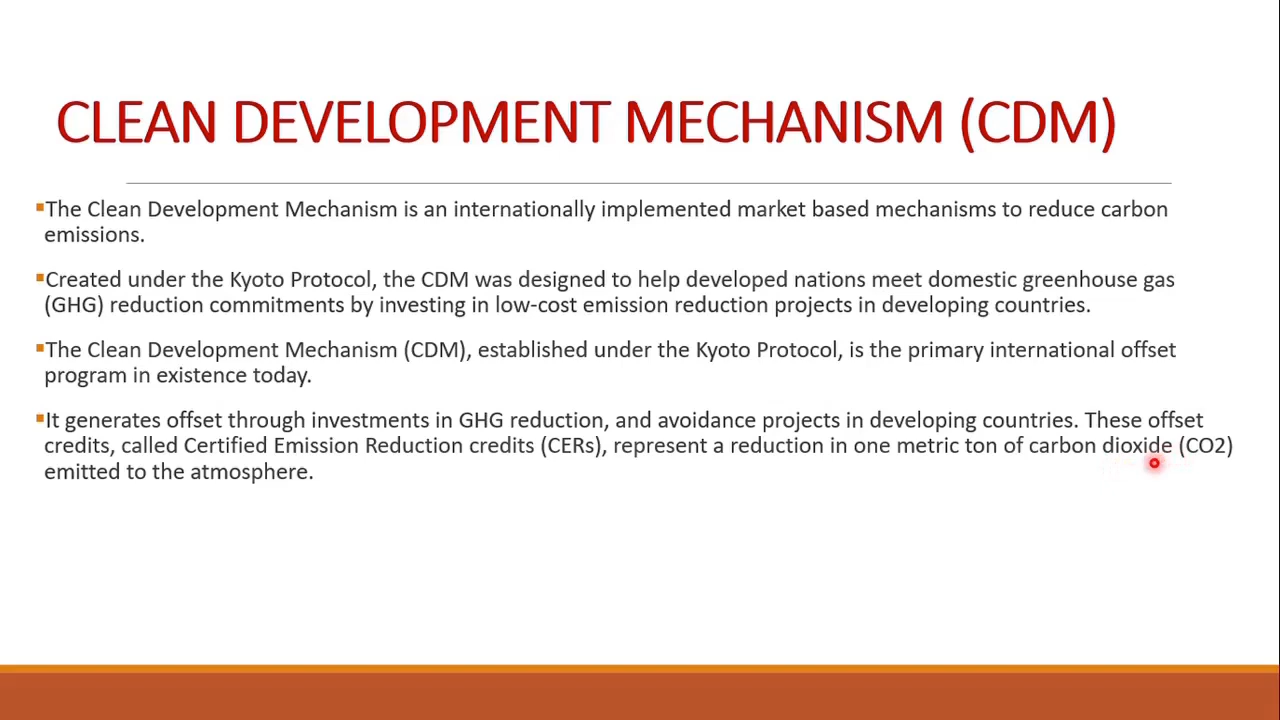 CLEAN DEVELOPMENT MECHANISM (CDM)
▪The Clean Development Mechanism is an internationally implemented market based mechanisms to reduce carbon
emissions.
▪Created under the Kyoto Protocol, the CDM was designed to help developed nations meet domestic greenhouse gas
(GHG) reduction commitments by investing in low-cost emission reduction projects in developing countries.
▪The Clean Development Mechanism (CDM), established under the Kyoto Protocol, is the primary international offset
program in existence today.
▪It generates offset through investments in GHG reduction, and avoidance projects in developing countries. These offset
credits, called Certified Emission Reduction credits (CERs), represent a reduction in one metric ton of carbon dioxide (CO2)
emitted to the atmosphere.